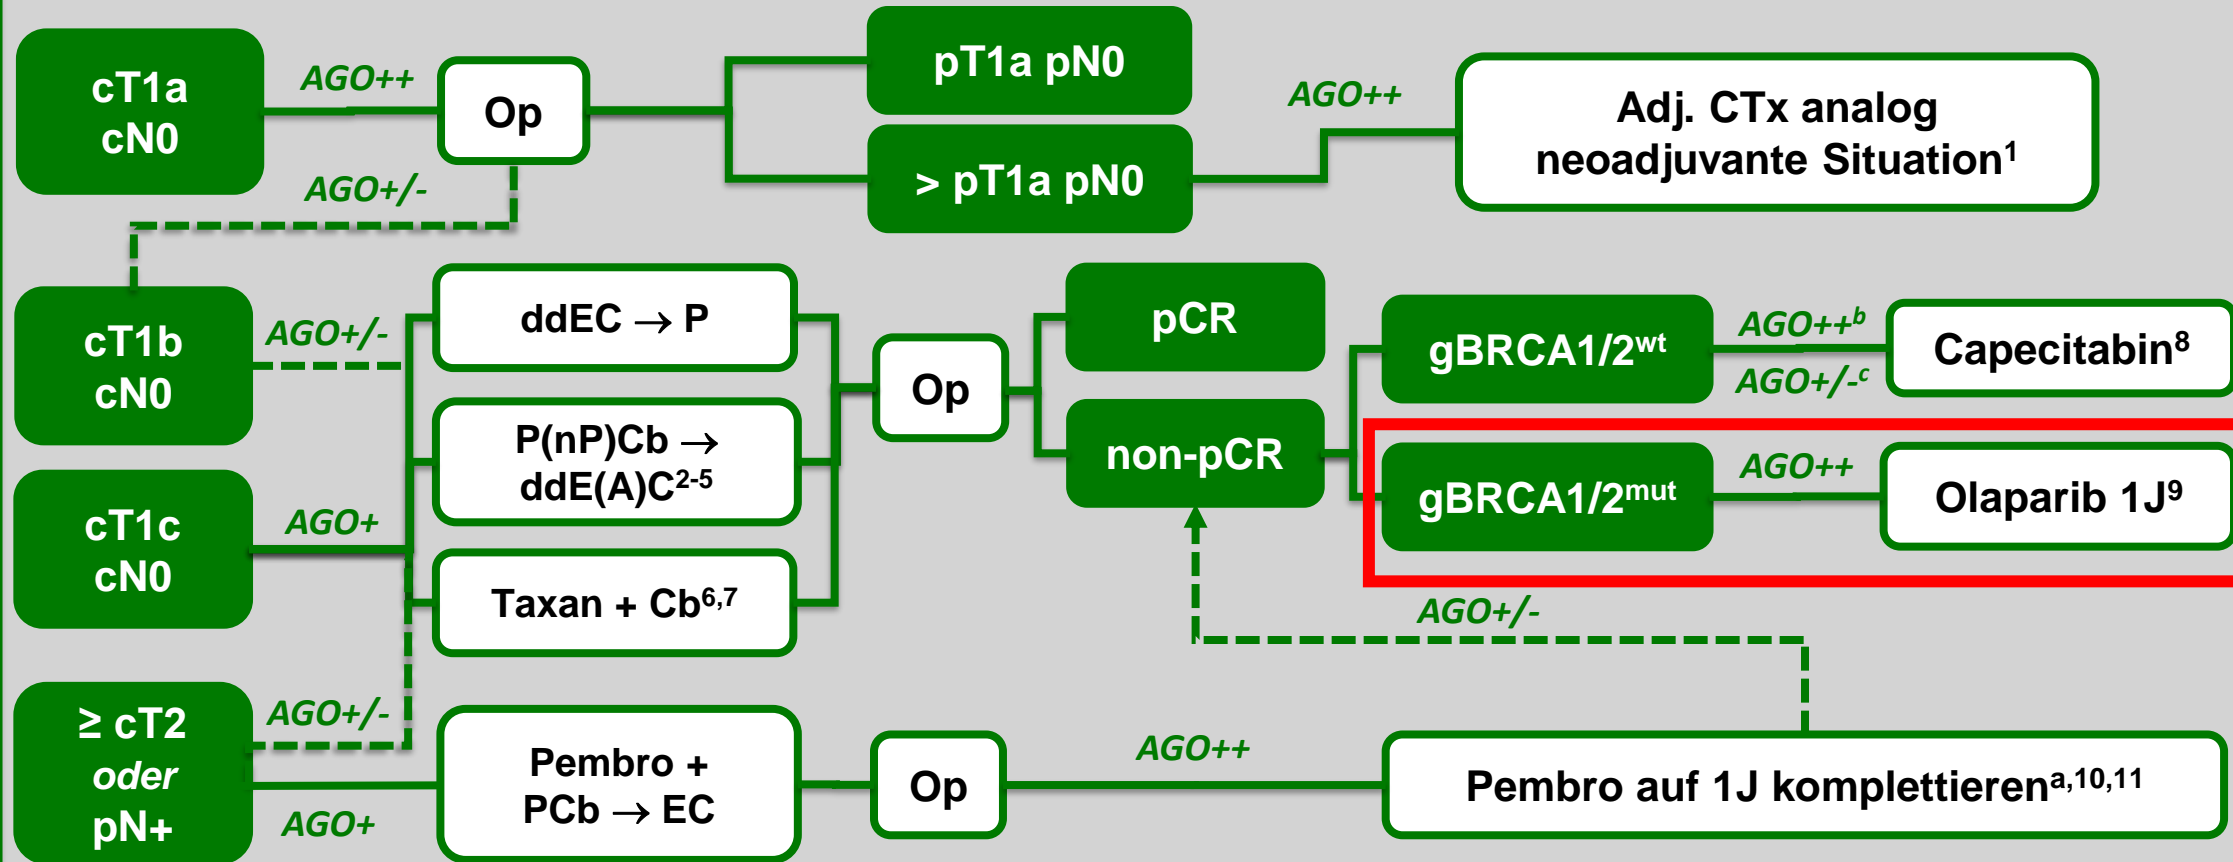 cT1a
cN0
AGO++
Op
pT1a pN0
> pT1a pN0
AGO++
Adj. CTx analog
neoadjuvante Situation¹
AGO+/-
cT1b
cN0
AGO+/-
cT1c
cN0
AGO+
≥ cT2
oder
pN+
AGO+/-
AGO+
ddEC → P
P(nP)Cb →
ddE(A)C²⁻⁵
Taxan + Cb⁶,⁷
Op
pCR
non-pCR
gBRCA1/2ʷᵗ
AGO++ᵇ
AGO+/-ᶜ
Capecitabin⁸
gBRCA1/2ᵐᵘᵗ
AGO++
Olaparib 1J⁹
AGO+/-
Pembro +
PCb → EC
Op
AGO++
Pembro auf 1J komplettierenᵃ,¹⁰,¹¹